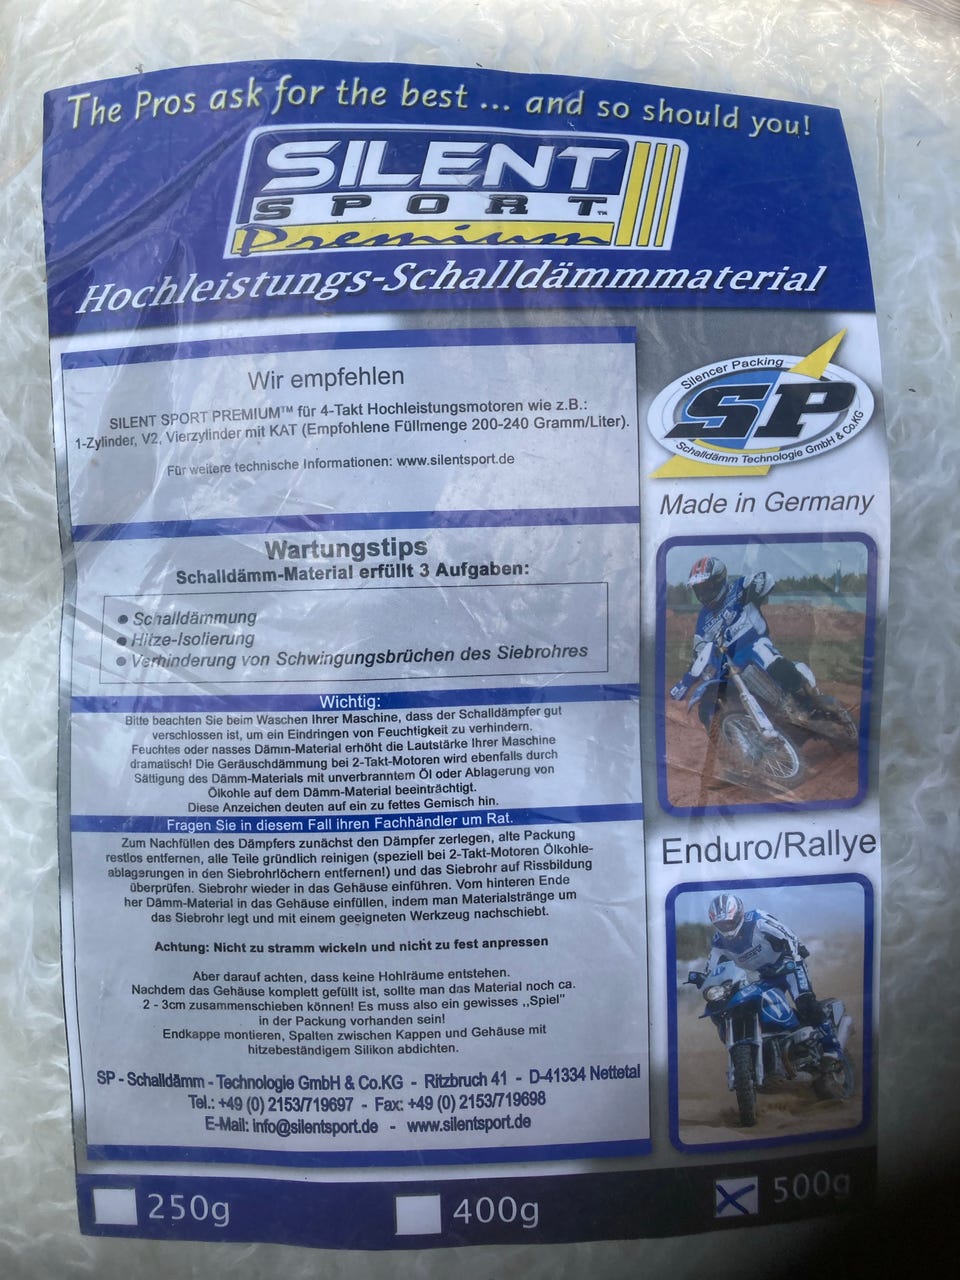 The Pros ask for the best ... and so should you!
SILENT
SPORT™
Premium
Hochleistungs-Schalldämmmaterial
Wir empfehlen
SILENT SPORT PREMIUM™ für 4-Takt Hochleistungsmotoren wie z.B.:
1-Zylinder, V2, Vierzylinder mit KAT (Empfohlene Füllmenge 200-240 Gramm/Liter).
Für weitere technische Informationen: www.silentsport.de
Silencer Packing
SP
Schalldämm Technologie GmbH & Co.KG
Made in Germany
Wartungstips
Schalldämm-Material erfüllt 3 Aufgaben:
• Schalldämmung
• Hitze-Isolierung
• Verhinderung von Schwingungsbrüchen des Siebrohres
Wichtig:
Bitte beachten Sie beim Waschen Ihrer Maschine, dass der Schalldämpfer gut
verschlossen ist, um ein Eindringen von Feuchtigkeit zu verhindern.
Feuchtes oder nasses Dämm-Material erhöht die Lautstärke Ihrer Maschine
dramatisch! Die Geräuschdämmung bei 2-Takt-Motoren wird ebenfalls durch
Sättigung des Dämm-Materials mit unverbranntem Öl oder Ablagerung von
Ölkohle auf dem Dämm-Material beeinträchtigt.
Diese Anzeichen deuten auf ein zu fettes Gemisch hin.
Fragen Sie in diesem Fall ihren Fachhändler um Rat.
Zum Nachfüllen des Dämpfers zunächst den Dämpfer zerlegen, alte Packung
restlos entfernen, alle Teile gründlich reinigen (speziell bei 2-Takt-Motoren Ölkohle-
ablagerungen in den Siebrohrlöchern entfernen!) und das Siebrohr auf Rissbildung
überprüfen. Siebrohr wieder in das Gehäuse einführen. Vom hinteren Ende
her Dämm-Material in das Gehäuse einfüllen, indem man Materialstränge um
das Siebrohr legt und mit einem geeigneten Werkzeug nachschiebt.
Achtung: Nicht zu stramm wickeln und nicht zu fest anpressen
Aber darauf achten, dass keine Hohlräume entstehen.
Nachdem das Gehäuse komplett gefüllt ist, sollte man das Material noch ca.
2 - 3cm zusammenschieben können! Es muss also ein gewisses ,,Spiel"
in der Packung vorhanden sein!
Endkappe montieren, Spalten zwischen Kappen und Gehäuse mit
hitzebeständigem Silikon abdichten.
SP - Schalldämm - Technologie GmbH & Co.KG - Ritzbruch 41 - D-41334 Nettetal
Tel.: +49 (0) 2153/719697 - Fax: +49 (0) 2153/719698
E-Mail: info@silentsport.de - www.silentsport.de
Enduro/Rallye
250g
400g
500g